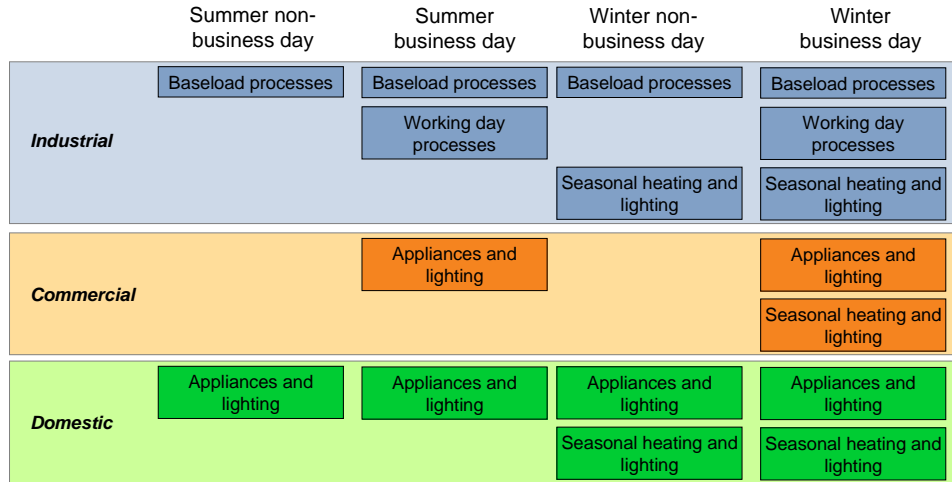 Summer non-
business day
Summer
business day
Winter non-
business day
Winter
business day
Industrial
Baseload processes
Baseload processes
Baseload processes
Baseload processes
Working day
processes
Working day
processes
Seasonal heating and
lighting
Seasonal heating and
lighting
Commercial
Appliances and
lighting
Appliances and
lighting
Seasonal heating and
lighting
Domestic
Appliances and
lighting
Appliances and
lighting
Appliances and
lighting
Appliances and
lighting
Seasonal heating and
lighting
Seasonal heating and
lighting